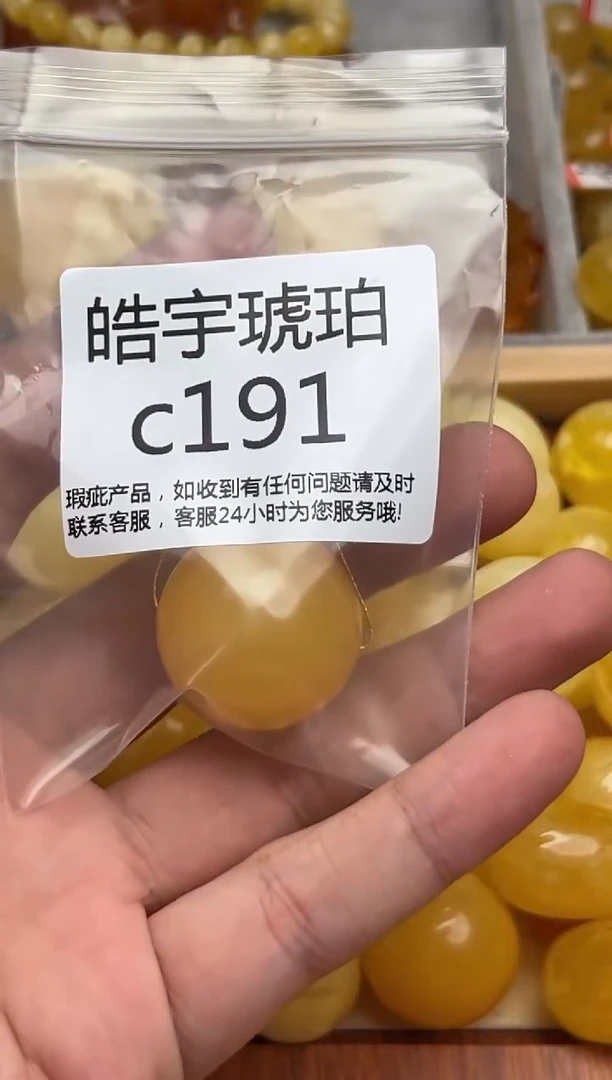 皓宇琥珀
c191
瑕疵产品，如收到有任何问题请及时
联系客服，客服24小时为您服务哦!